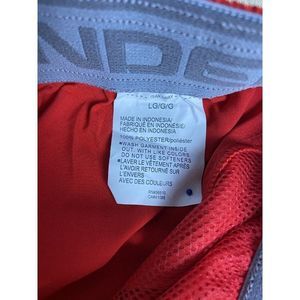 NDE
LG/G/G
MADE IN INDONESIA/
FABRIQUÉ EN INDONÉSIE/
HECHO EN INDONESIA
100% POLYESTER/poliéster
•WASH GARMENT INSIDE
OUT, WITH LIKE COLORS
DO NOT USE SOFTENERS
•LAVER LE VÊTEMENT APRÈS
L'AVOIR RETOURNÉ SUR
L'ENVERS
AVEC DES COULEURS